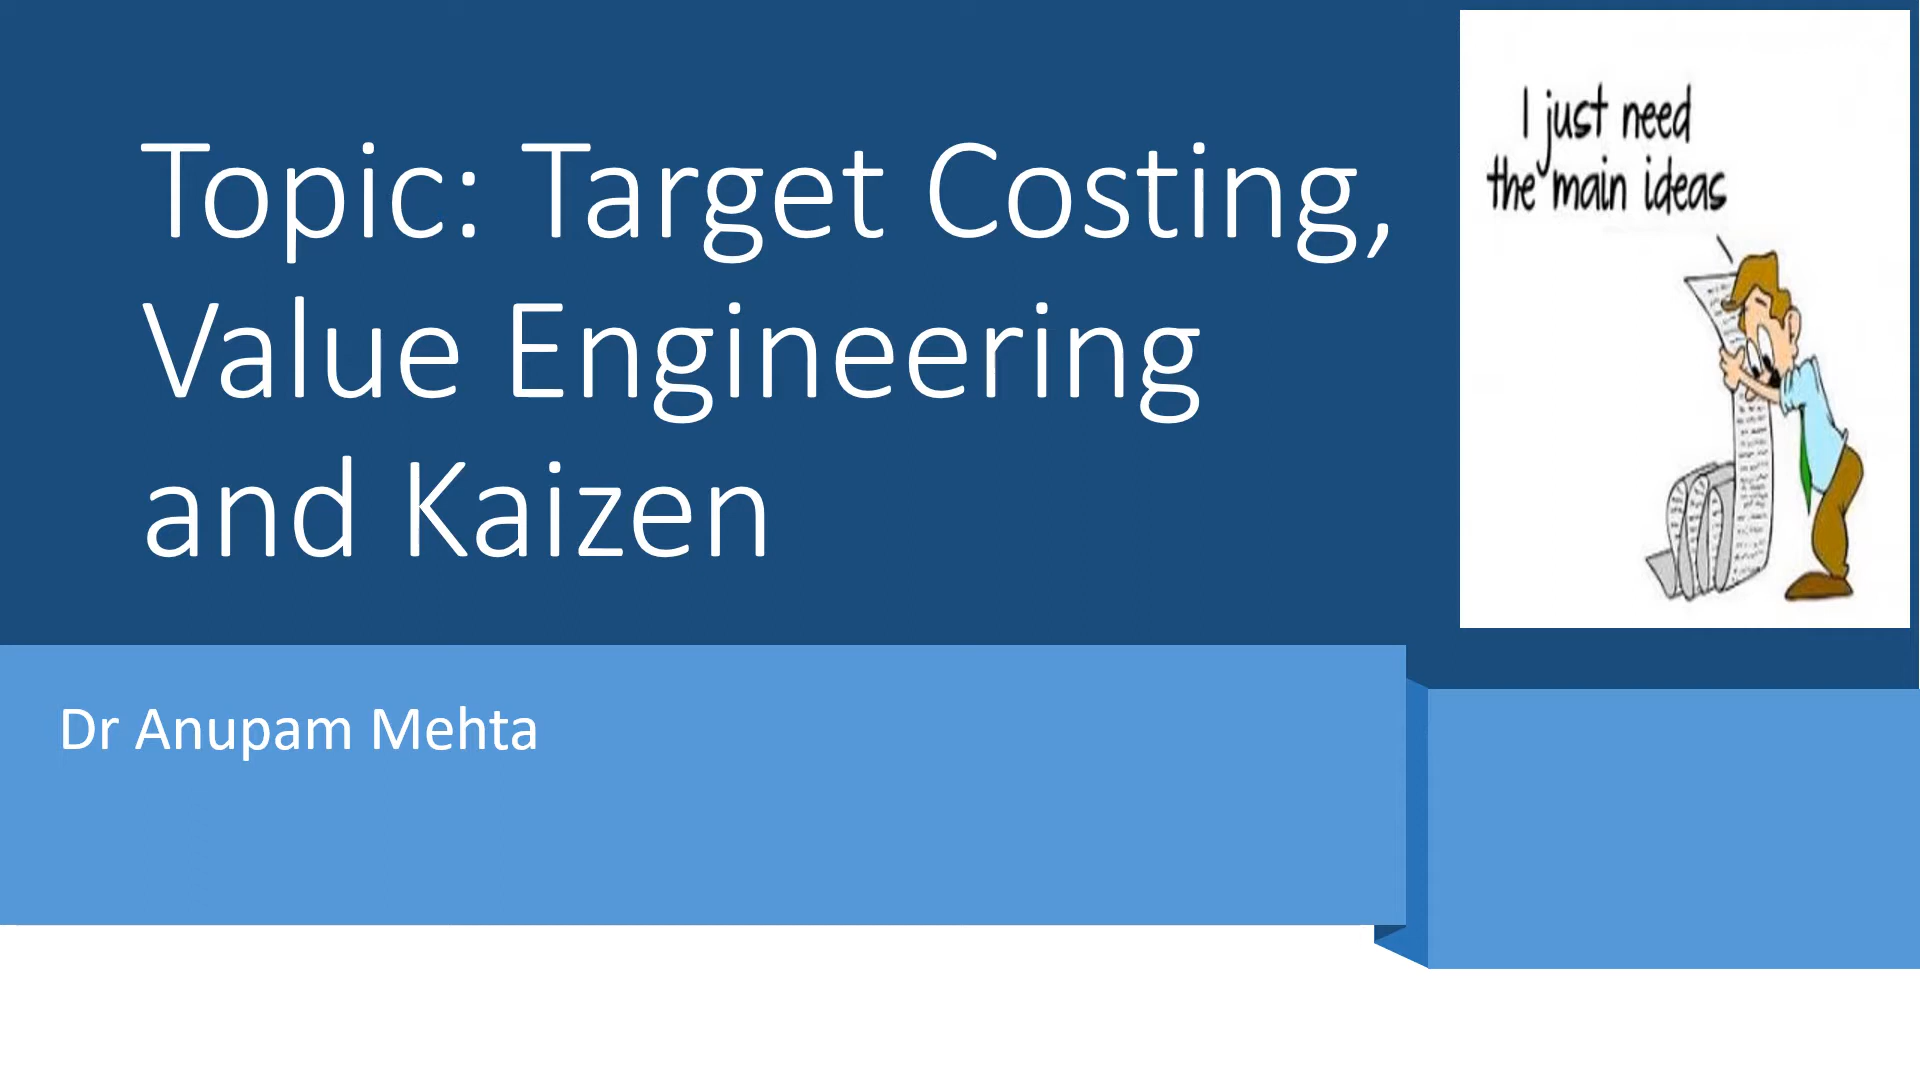 Topic: Target Costing,
Value Engineering
and Kaizen
I just need
the main ideas
Dr Anupam Mehta